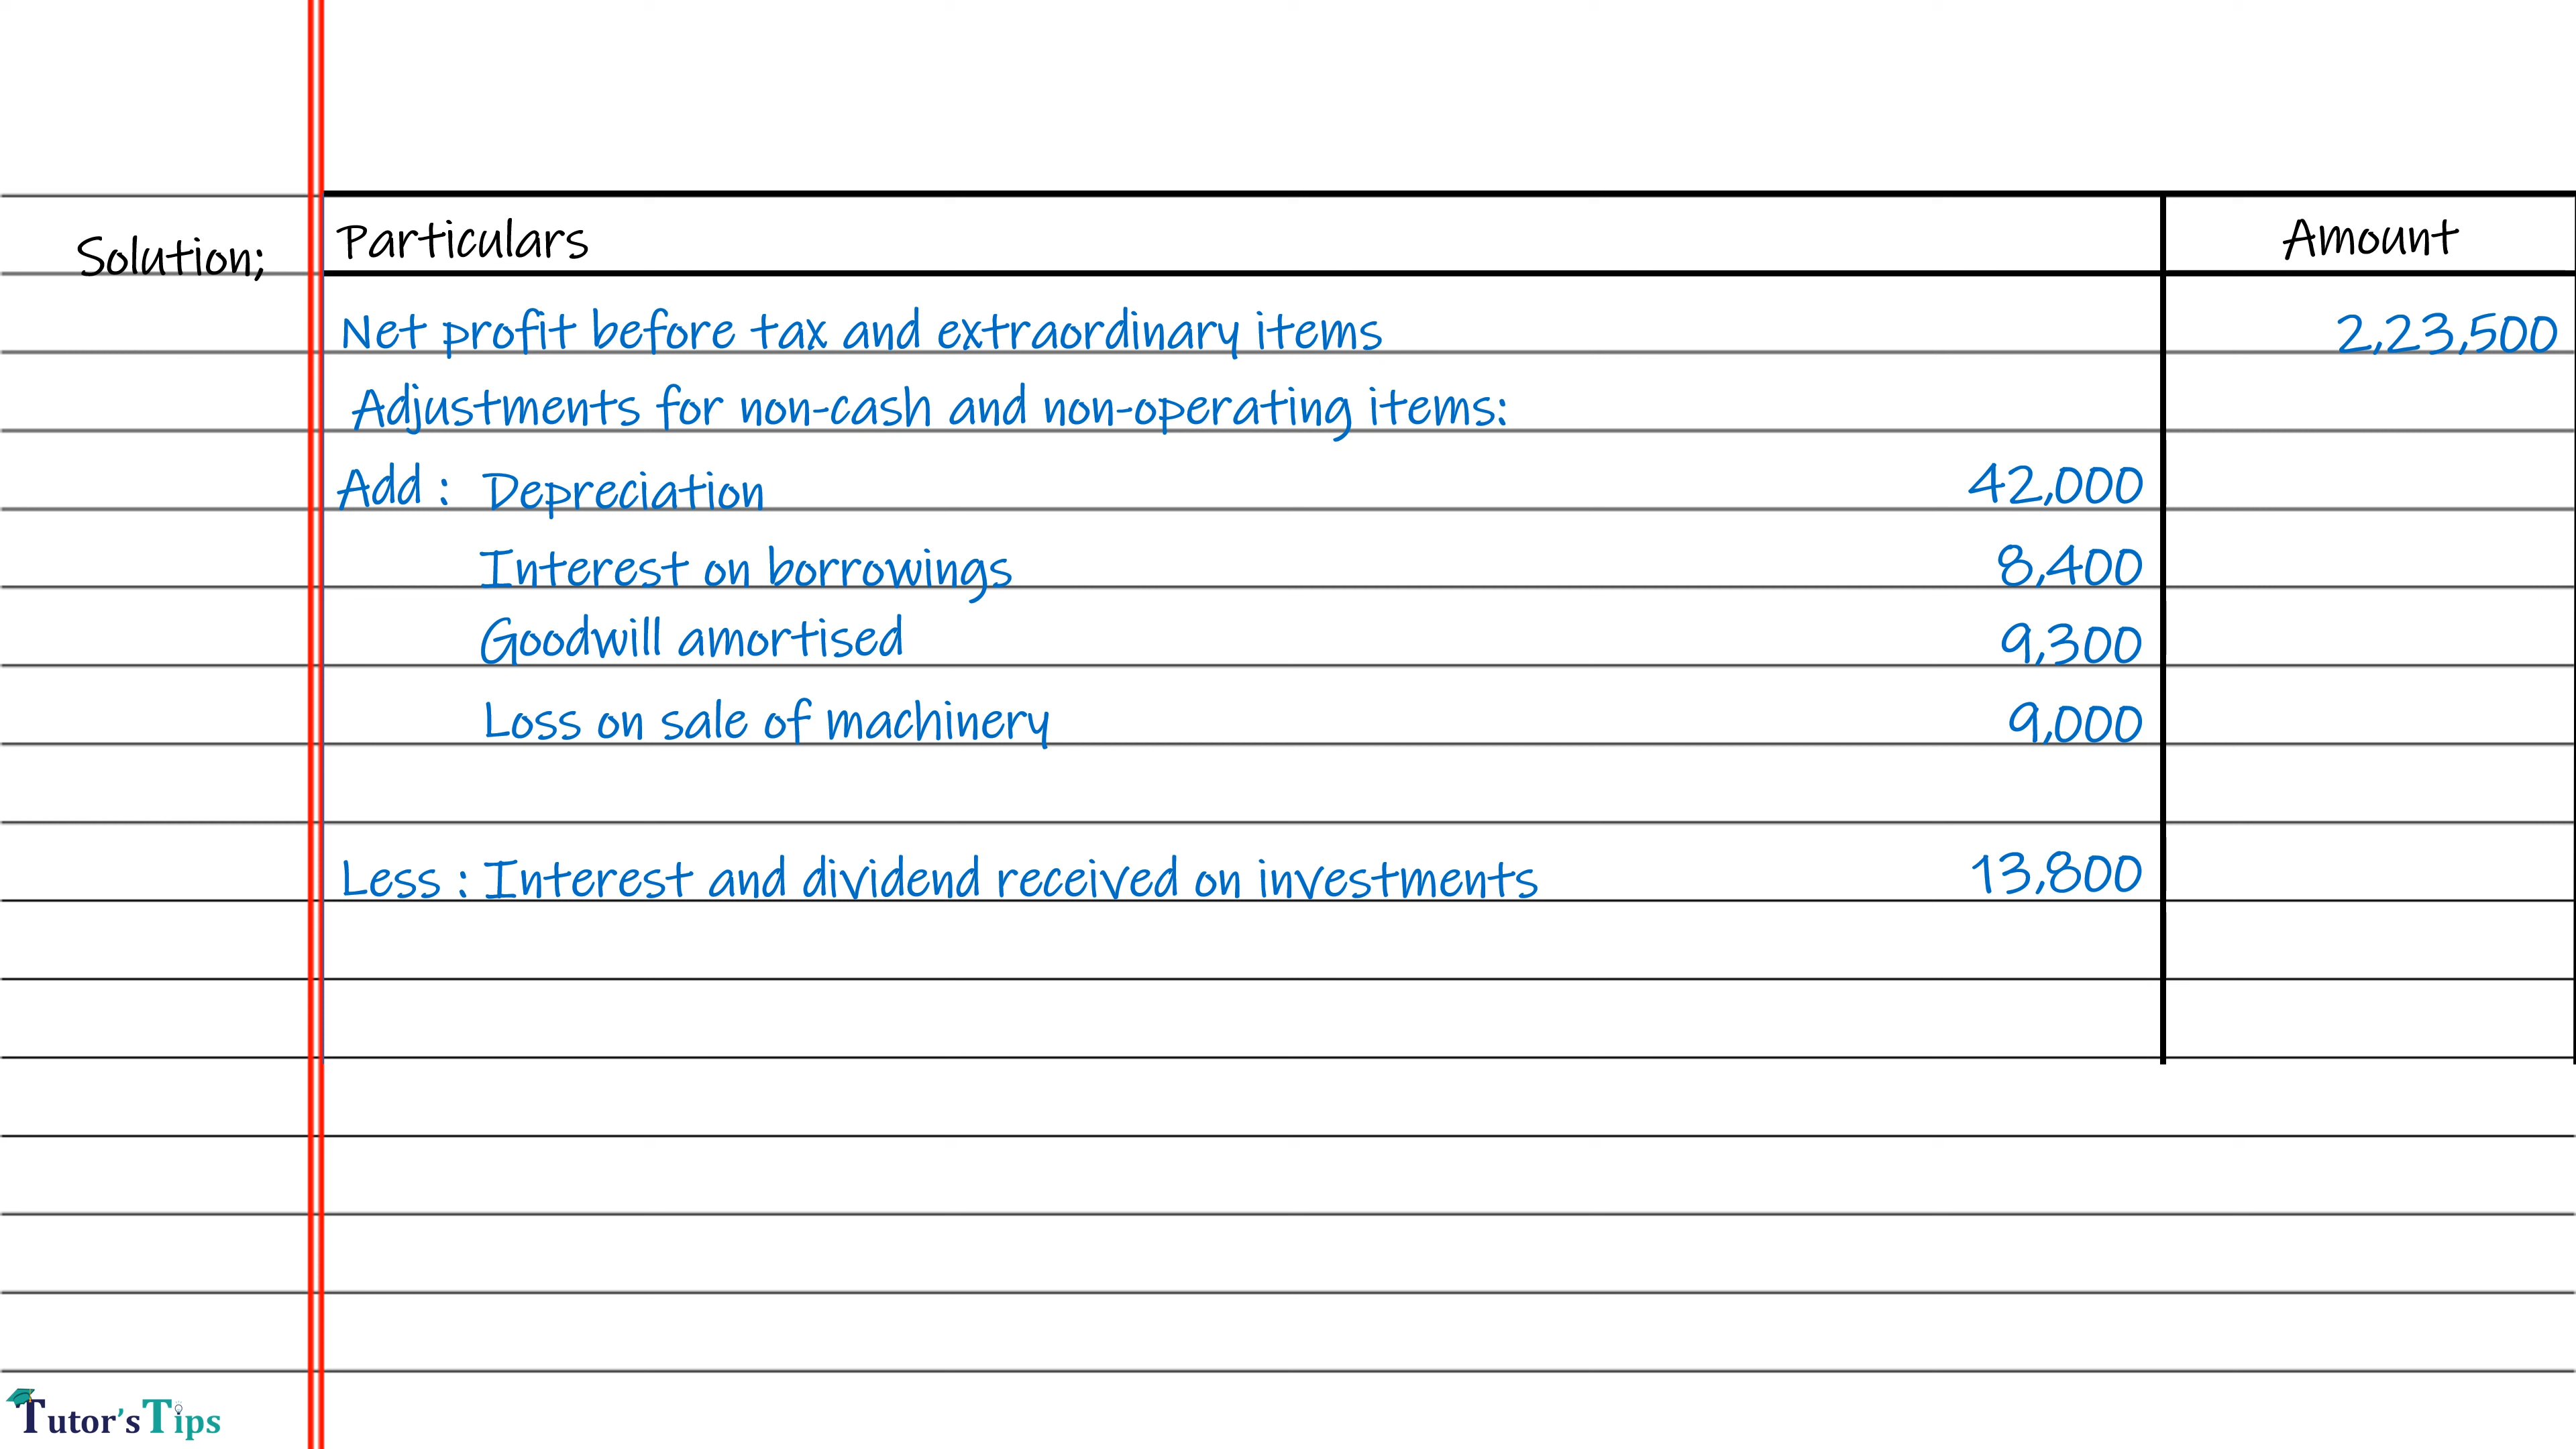 Solution;
Particulars Amount
Net profit before tax and extraordinary items 2,23,500
Adjustments for non-cash and non-operating items:
Add : Depreciation 42,000
Interest on borrowings 8,400
Goodwill amortised 9,300
Loss on sale of machinery 9,000
Less : Interest and dividend received on investments 13,800
Tutor'sTips